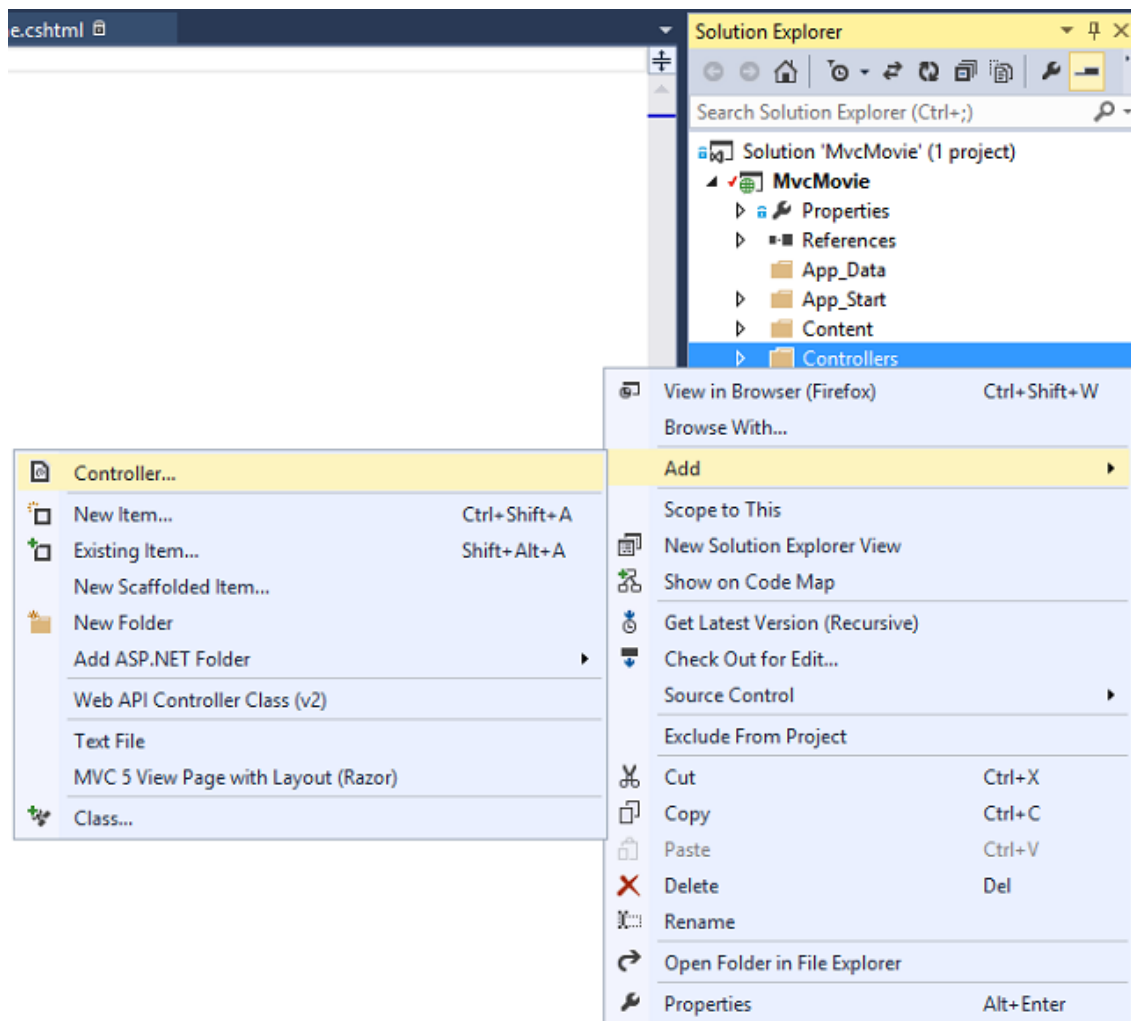 e.cshtml
Solution Explorer
Search Solution Explorer (Ctrl+;)
Solution 'MvcMovie' (1 project)
MvcMovie
Properties
References
App_Data
App_Start
Content
Controllers
View in Browser (Firefox) Ctrl+Shift+W
Browse With...
Add
Scope to This
New Solution Explorer View
Show on Code Map
Get Latest Version (Recursive)
Check Out for Edit...
Source Control
Exclude From Project
Cut Ctrl+X
Copy Ctrl+C
Paste Ctrl+V
Delete Del
Rename
Open Folder in File Explorer
Properties Alt+Enter
Controller...
New Item... Ctrl+Shift+A
Existing Item... Shift+Alt+A
New Scaffolded Item...
New Folder
Add ASP.NET Folder
Web API Controller Class (v2)
Text File
MVC 5 View Page with Layout (Razor)
Class...